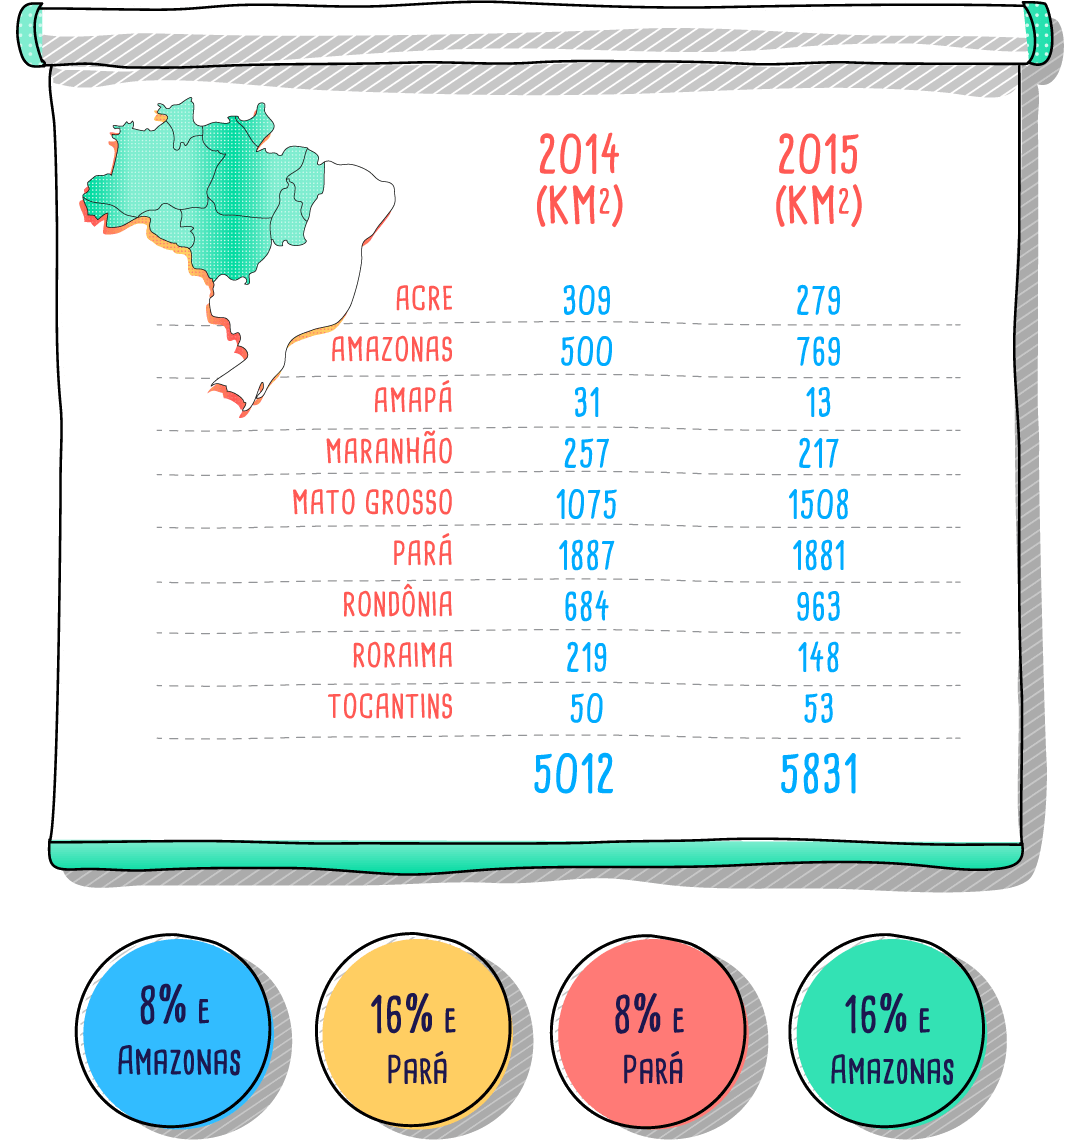 2014 2015
(KM²) (KM²)
ACRE 309 279
AMAZONAS 500 769
AMAPÁ 31 13
MARANHÃO 257 217
MATO GROSSO 1075 1508
PARÁ 1887 1881
RONDÔNIA 684 963
RORAIMA 219 148
TOCANTINS 50 53
5012 5831
8% E
AMAZONAS
16% E
PARÁ
8% E
PARÁ
16% E
AMAZONAS